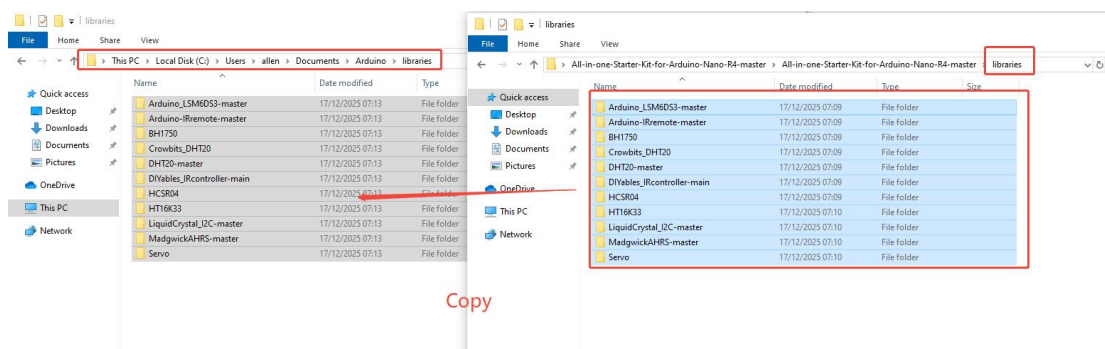 libraries
File Home Share View
This PC > Local Disk (C:) > Users > allen > Documents > Arduino > libraries
Name Date modified Type
Quick access
Desktop
Downloads
Documents
Pictures
OneDrive
This PC
Network
Arduino_LSM6DS3-master 17/12/2025 07:13 File folder
Arduino-IRremote-master 17/12/2025 07:13 File folder
BH1750 17/12/2025 07:13 File folder
Crowbits_DHT20 17/12/2025 07:13 File folder
DHT20-master 17/12/2025 07:13 File folder
DIYables_IRcontroller-main 17/12/2025 07:13 File folder
HCSR04 17/12/2025 07:13 File folder
HT16K33 17/12/2025 07:13 File folder
LiquidCrystal_I2C-master 17/12/2025 07:13 File folder
MadgwickAHRS-master 17/12/2025 07:13 File folder
Servo 17/12/2025 07:13 File folder
Copy
libraries
File Home Share View
All-in-one-Starter-Kit-for-Arduino-Nano-R4-master > All-in-one-Starter-Kit-for-Arduino-Nano-R4-master > libraries
Name Date modified Type Size
Quick access
Desktop
Downloads
Documents
Pictures
OneDrive
This PC
Network
Arduino_LSM6DS3-master 17/12/2025 07:09 File folder
Arduino-IRremote-master 17/12/2025 07:09 File folder
BH1750 17/12/2025 07:09 File folder
Crowbits_DHT20 17/12/2025 07:09 File folder
DHT20-master 17/12/2025 07:09 File folder
DIYables_IRcontroller-main 17/12/2025 07:09 File folder
HCSR04 17/12/2025 07:09 File folder
HT16K33 17/12/2025 07:10 File folder
LiquidCrystal_I2C-master 17/12/2025 07:10 File folder
MadgwickAHRS-master 17/12/2025 07:10 File folder
Servo 17/12/2025 07:10 File folder